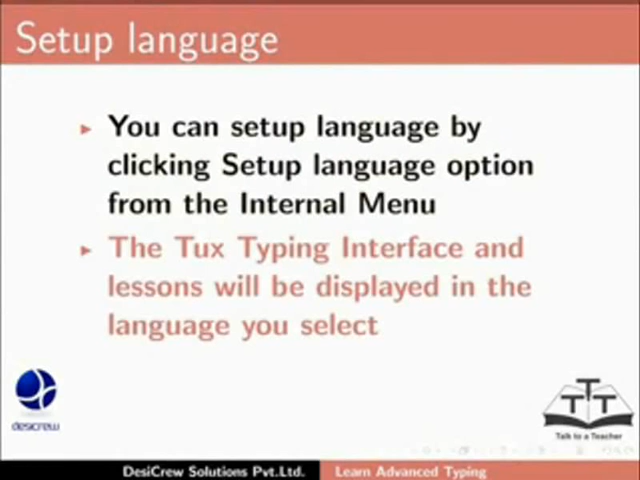 Setup language
You can setup language by
clicking Setup language option
from the Internal Menu
The Tux Typing Interface and
lessons will be displayed in the
language you select
desicrew
TTT
Talk to a Teacher
DesiCrew Solutions Pvt.Ltd. Learn Advanced Typing